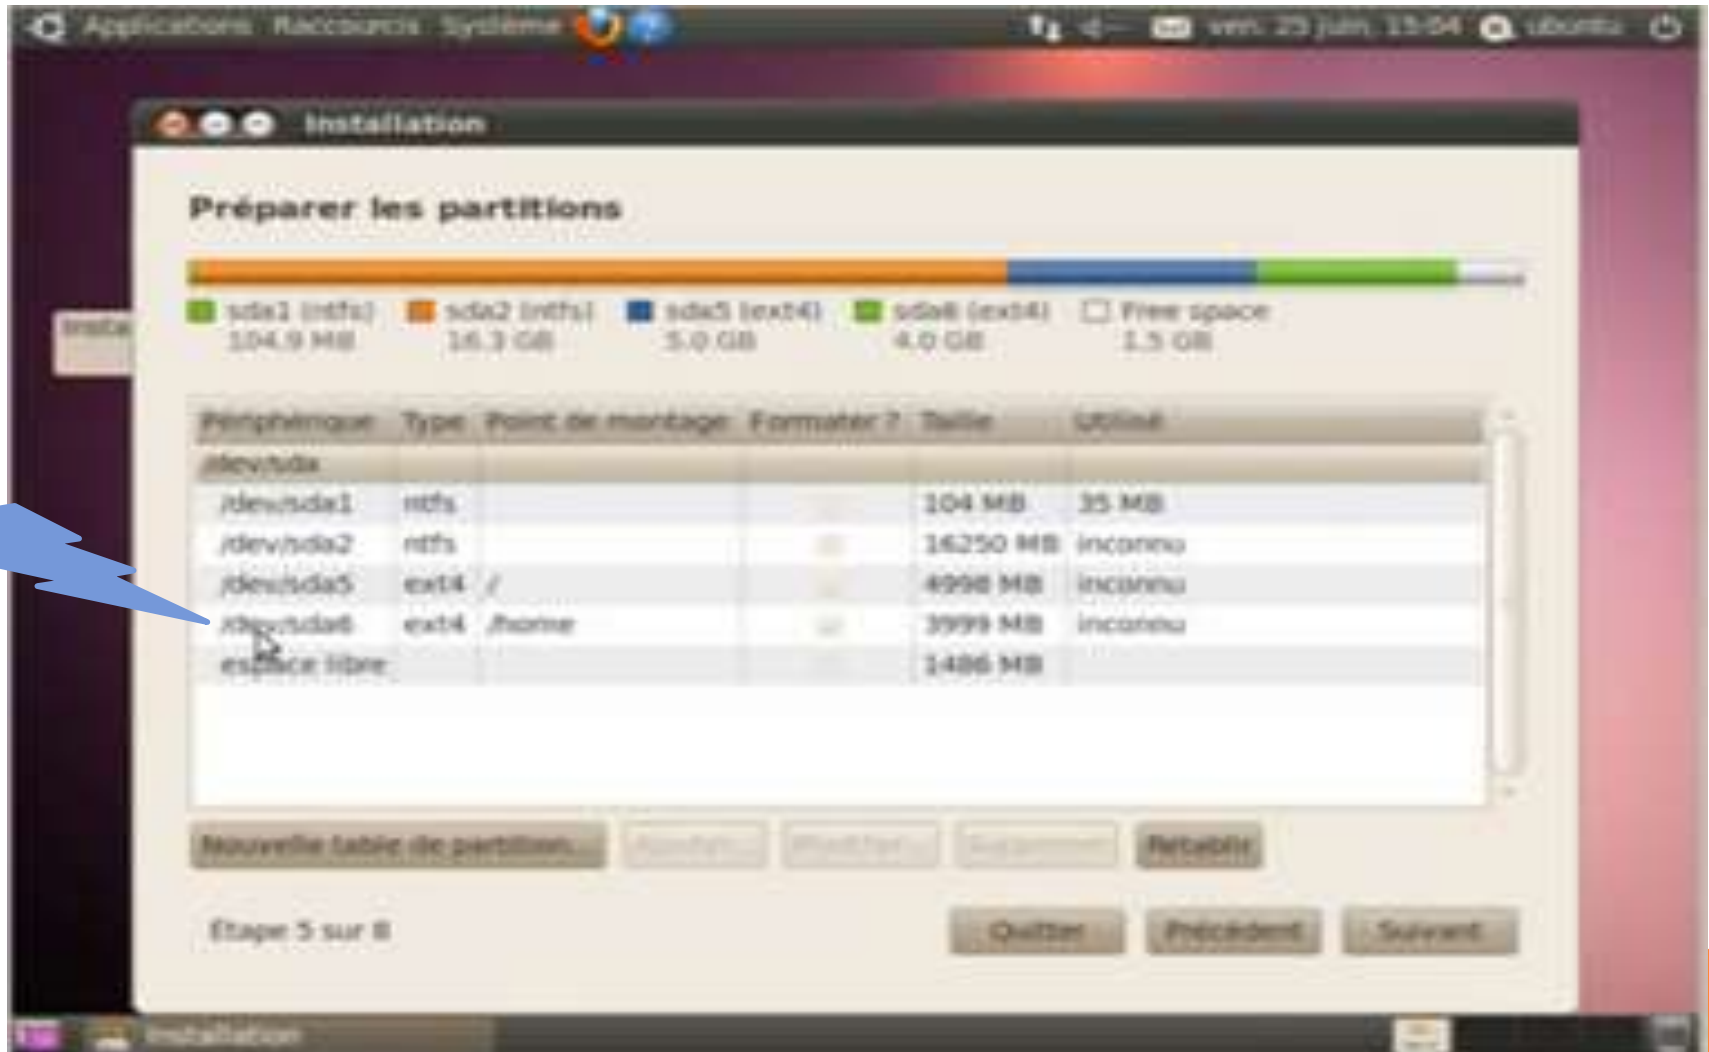 Applications Raccourcis Système ven. 25 juin, 15:04 ubuntu
Installation
Préparer les partitions
sda1 (ntfs) sda2 (ntfs) sda5 (ext4) sda6 (ext4) Free space
104.9 MB 16.3 GB 5.0 GB 4.0 GB 1.5 GB
Insta
Périphérique Type Point de montage Formater ? Taille Utilisé
/dev/sda
/dev/sda1 ntfs 104 MB 35 MB
/dev/sda2 ntfs 16250 MB inconnu
/dev/sda5 ext4 / 4998 MB inconnu
/dev/sda6 ext4 /home 3999 MB inconnu
espace libre 1486 MB
Nouvelle table de partition... Ajouter... Modifier... Supprimer Rétablir
Étape 5 sur 8 Quitter Précédent Suivant
Installation